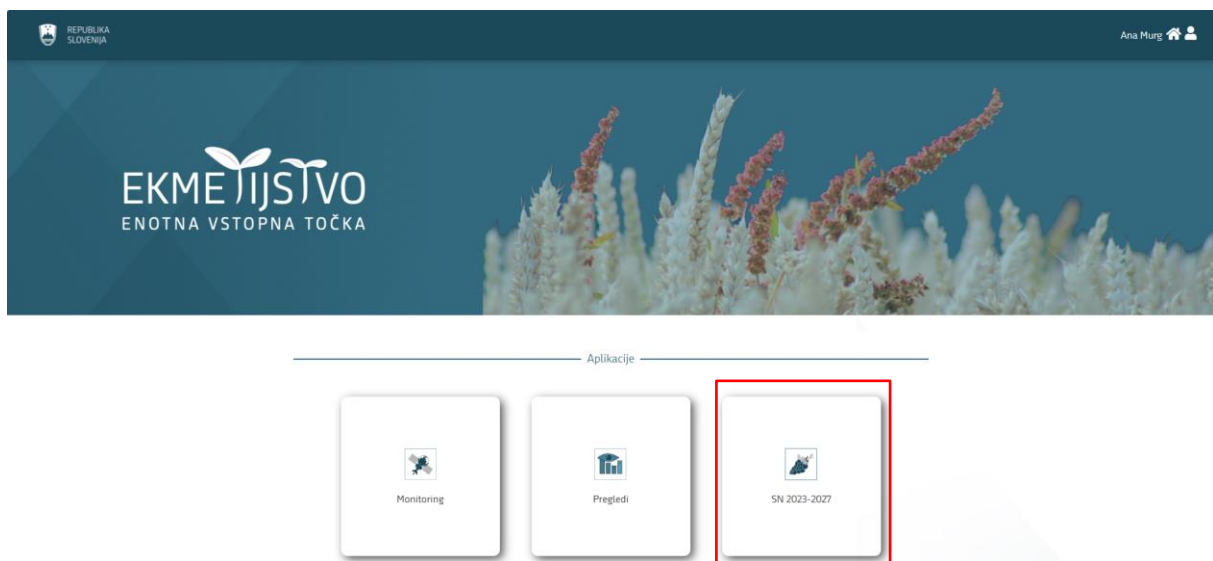 REPUBLIKA
SLOVENIJA
Ana Murg
EKMETIJSTVO
ENOTNA VSTOPNA TOČKA
Aplikacije
Monitoring
Pregledi
SN 2023-2027